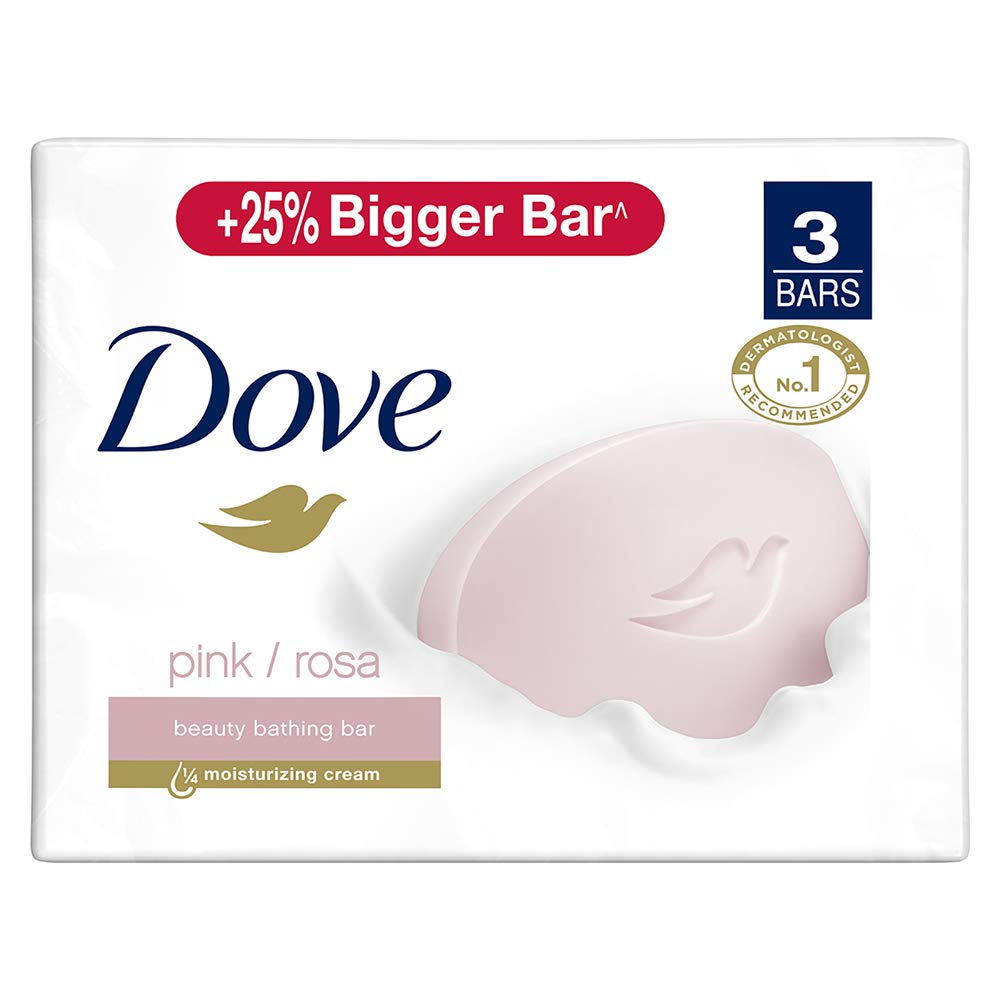 +25% Bigger Bar^
3
BARS
Dove
DERMATOLOGIST
No.1
RECOMMENDED
pink / rosa
beauty bathing bar
¼ moisturizing cream